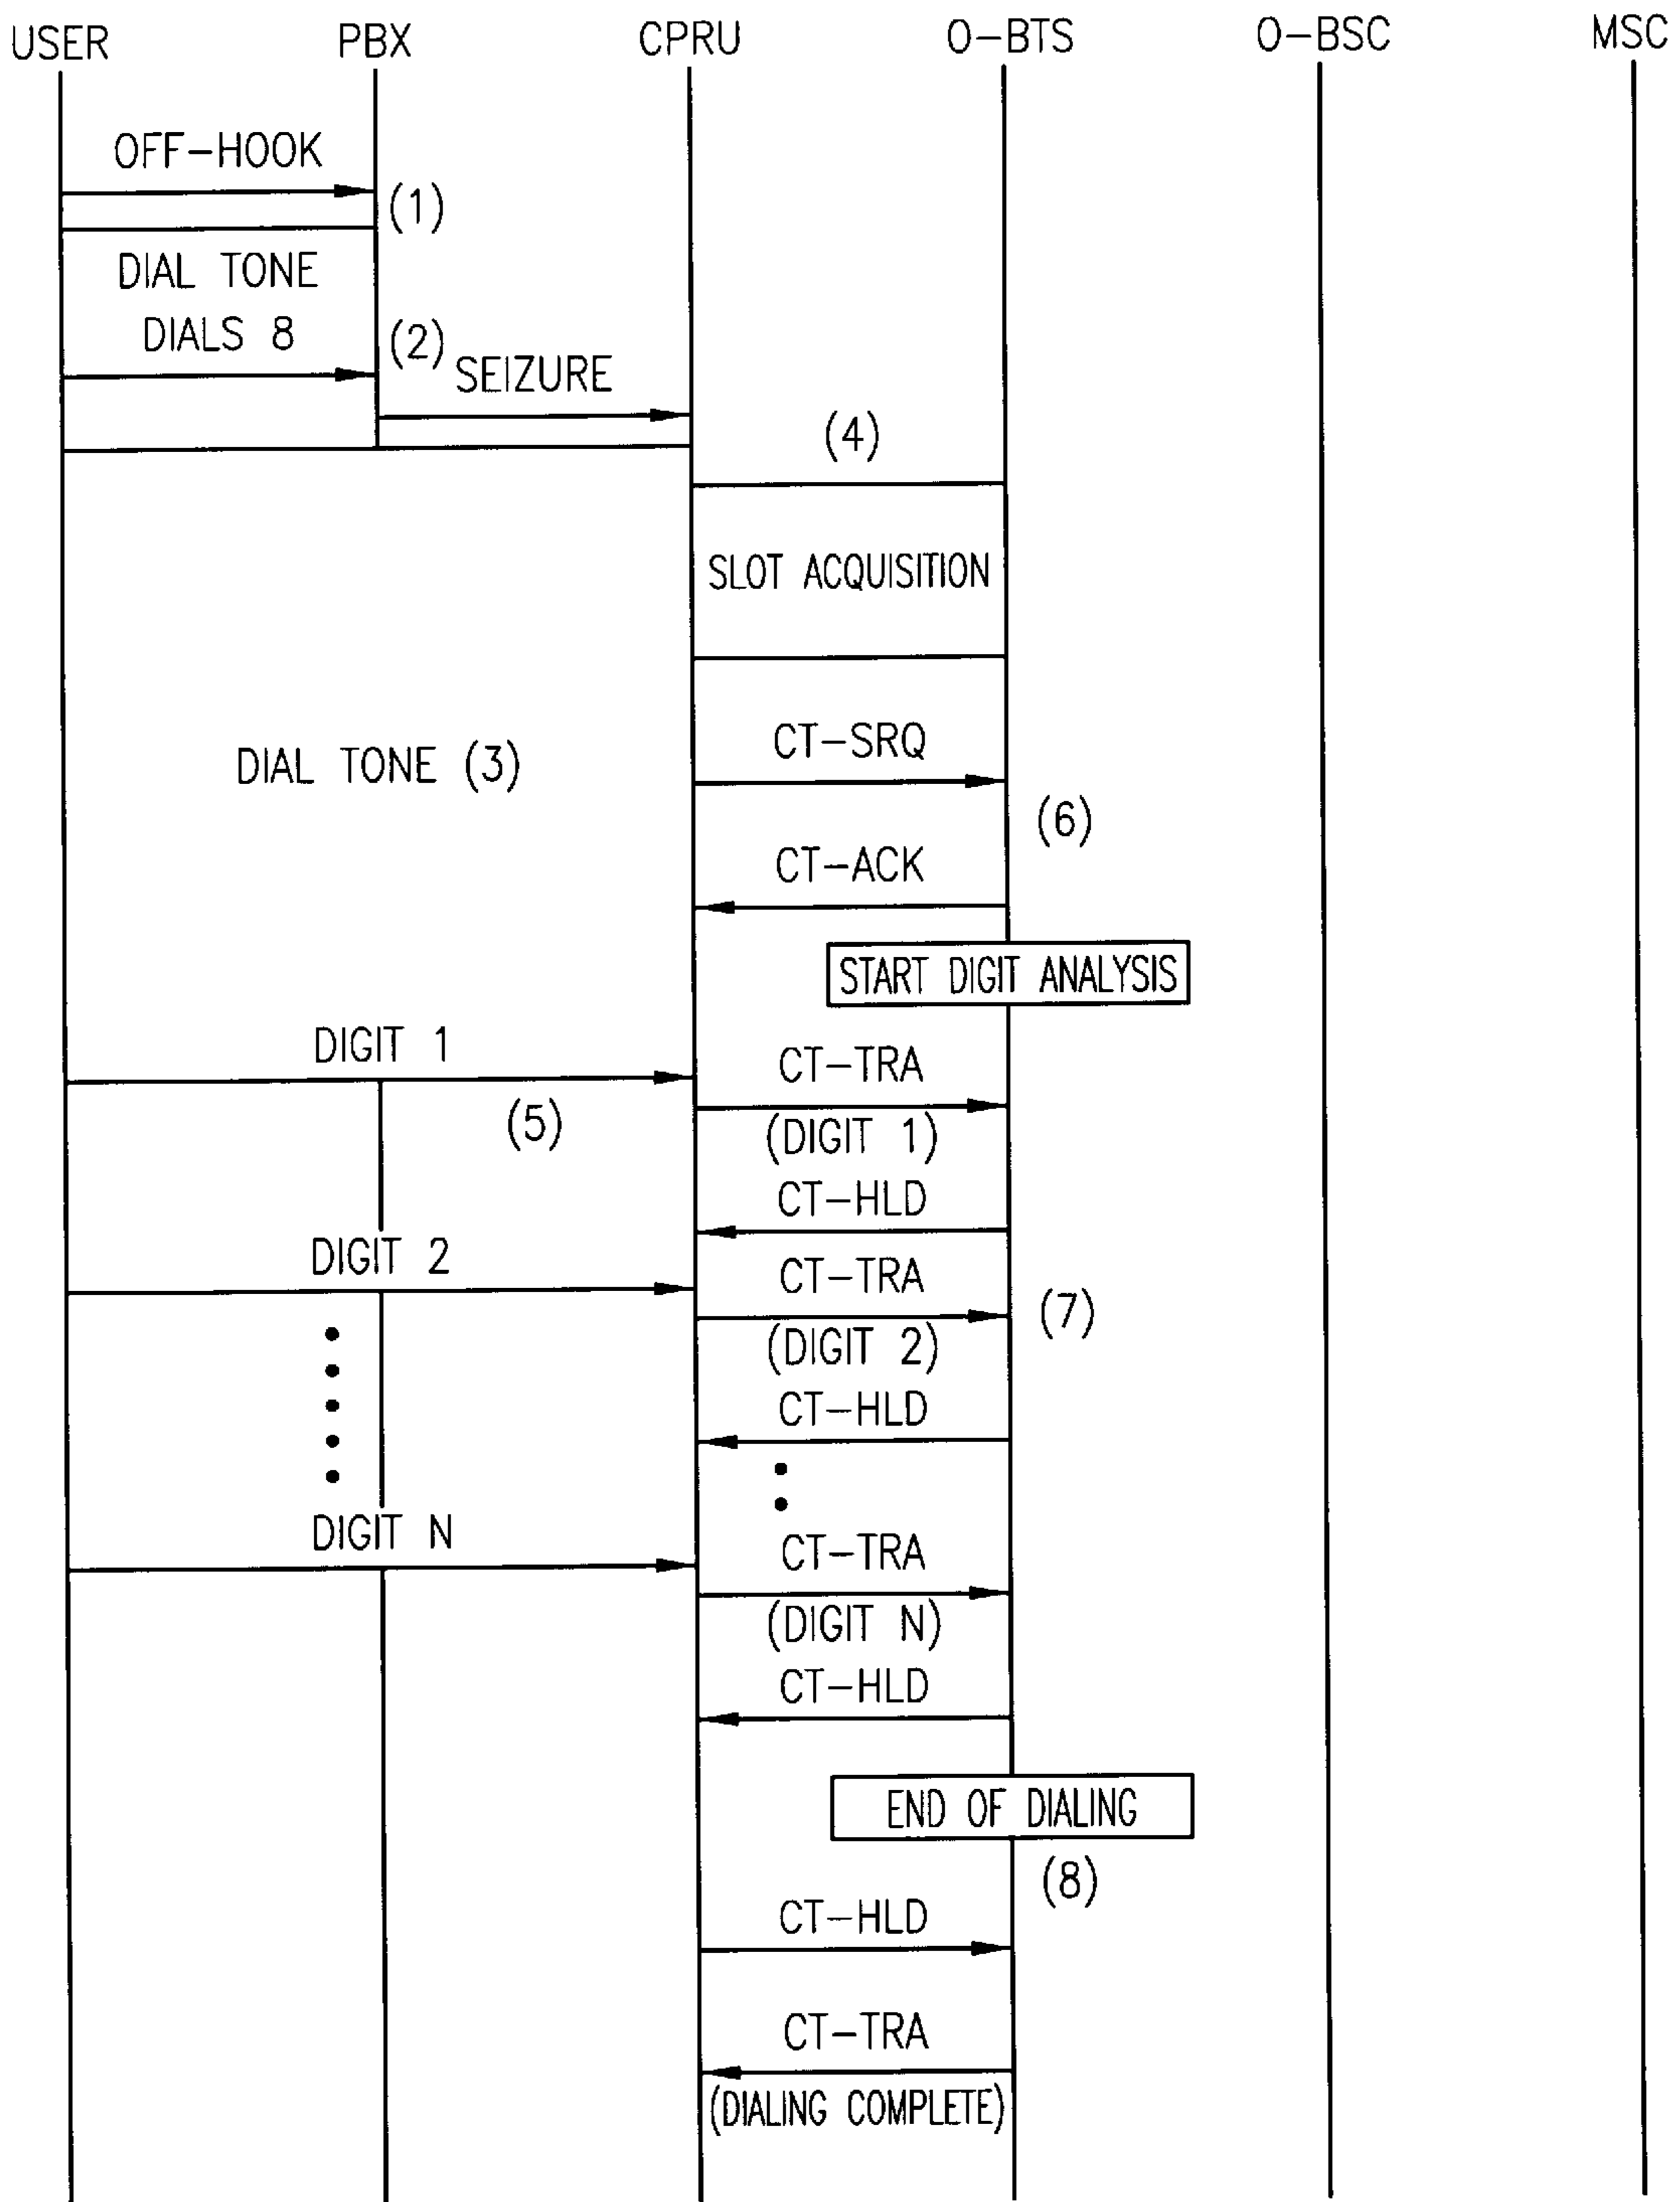 USER PBX CPRU O-BTS O-BSC MSC
OFF-HOOK
(1)
DIAL TONE
DIALS 8
(2)
SEIZURE
(4)
SLOT ACQUISITION
CT-SRQ
DIAL TONE (3)
(6)
CT-ACK
START DIGIT ANALYSIS
DIGIT 1
CT-TRA
(5)
(DIGIT 1)
CT-HLD
DIGIT 2
CT-TRA
(7)
(DIGIT 2)
CT-HLD
DIGIT N
CT-TRA
(DIGIT N)
CT-HLD
END OF DIALING
(8)
CT-HLD
CT-TRA
(DIALING COMPLETE)